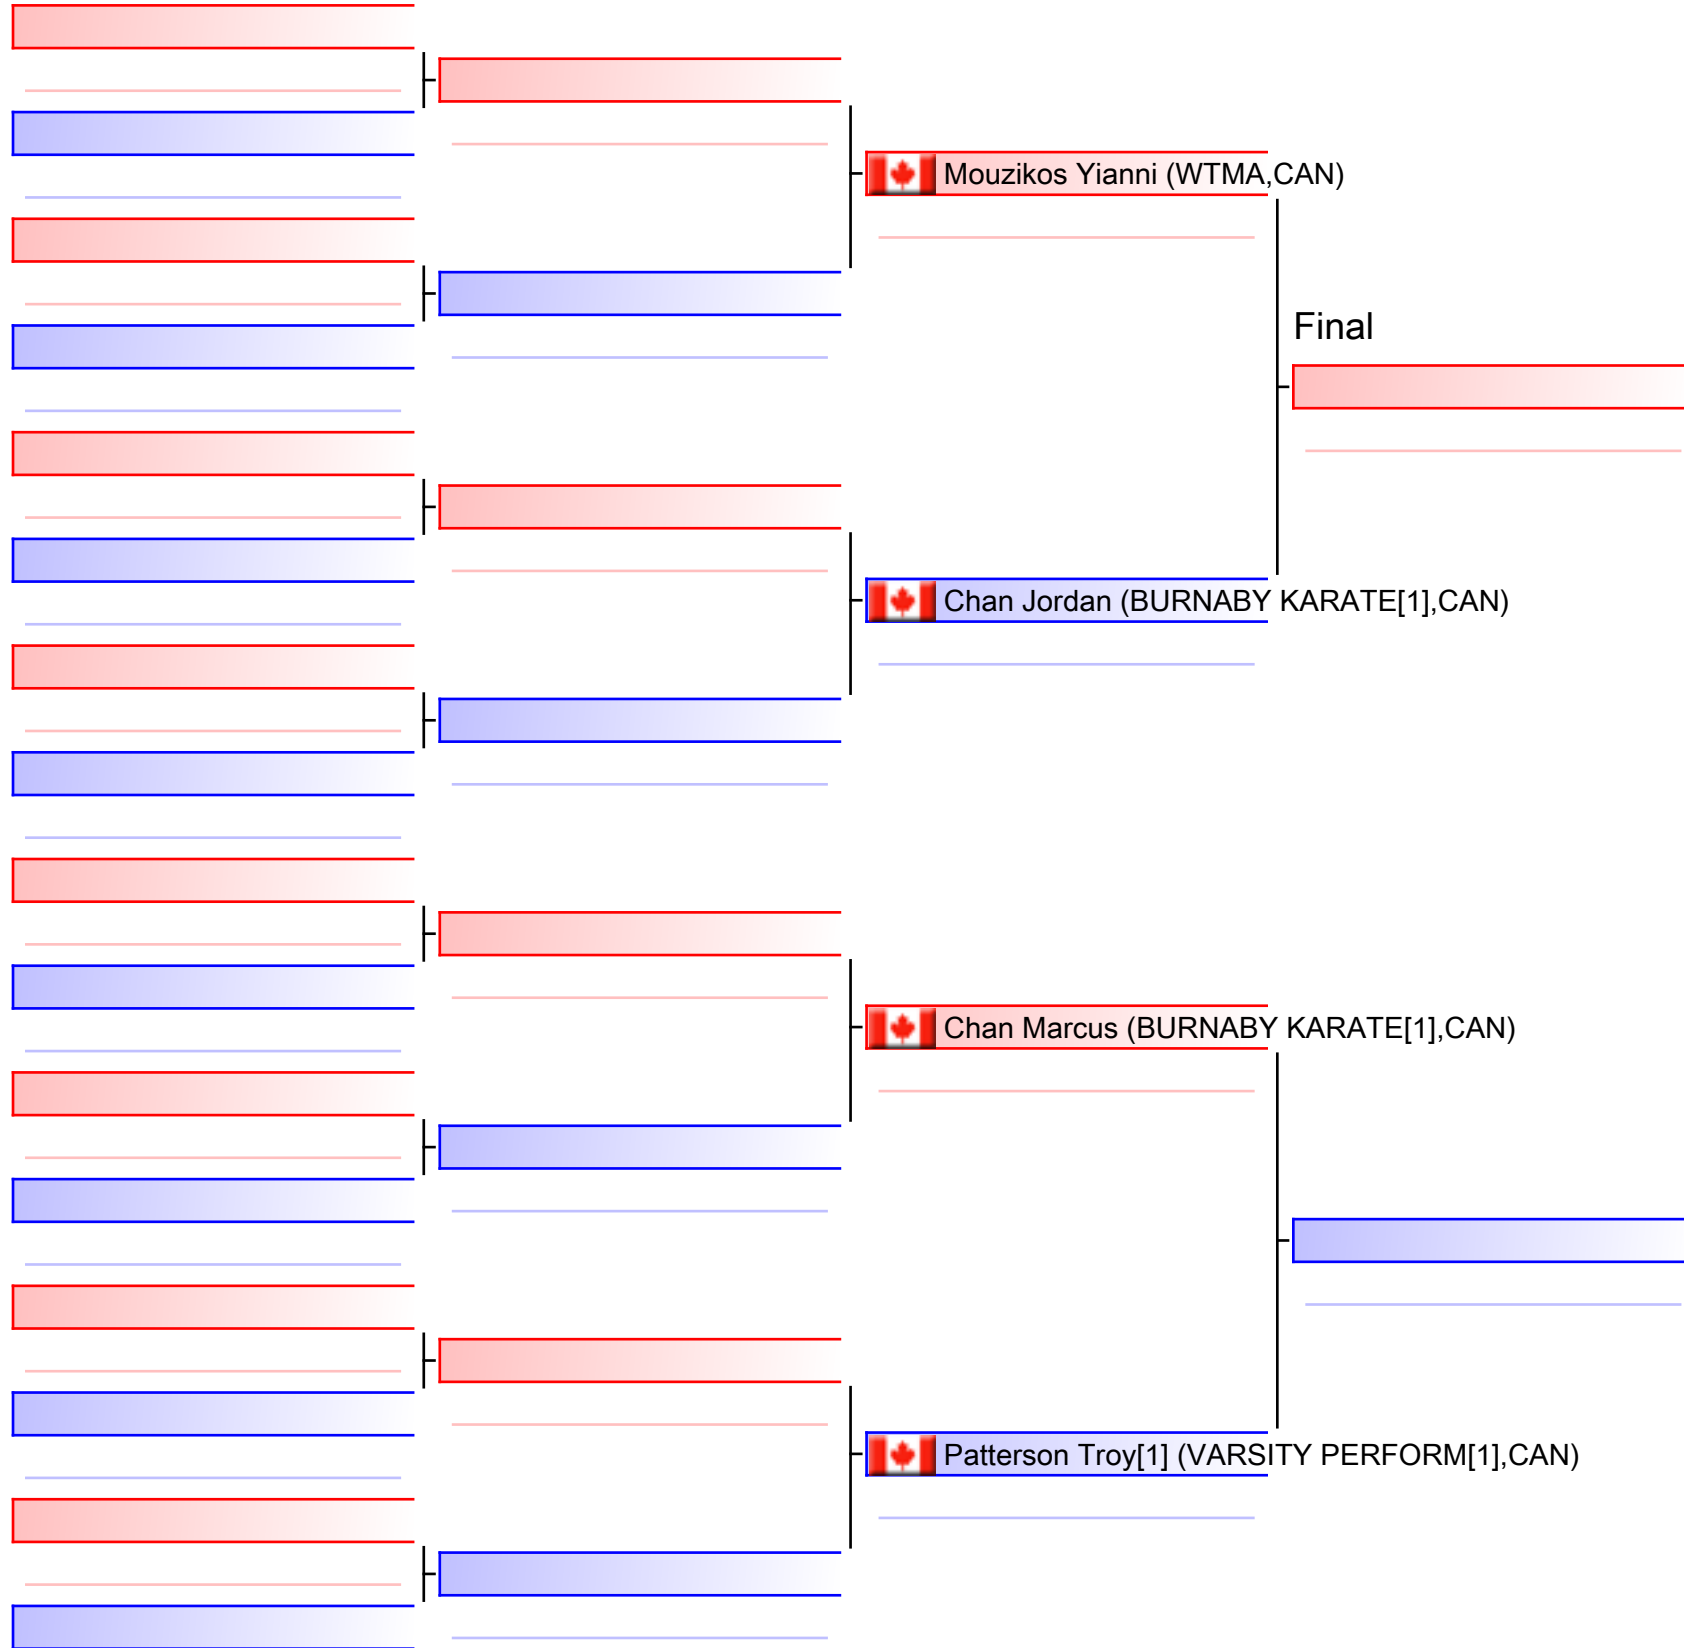 Mouzikos Yianni (WTMA,CAN)
Final
Chan Jordan (BURNABY KARATE[1],CAN)
Chan Marcus (BURNABY KARATE[1],CAN)
Patterson Troy[1] (VARSITY PERFORM[1],CAN)